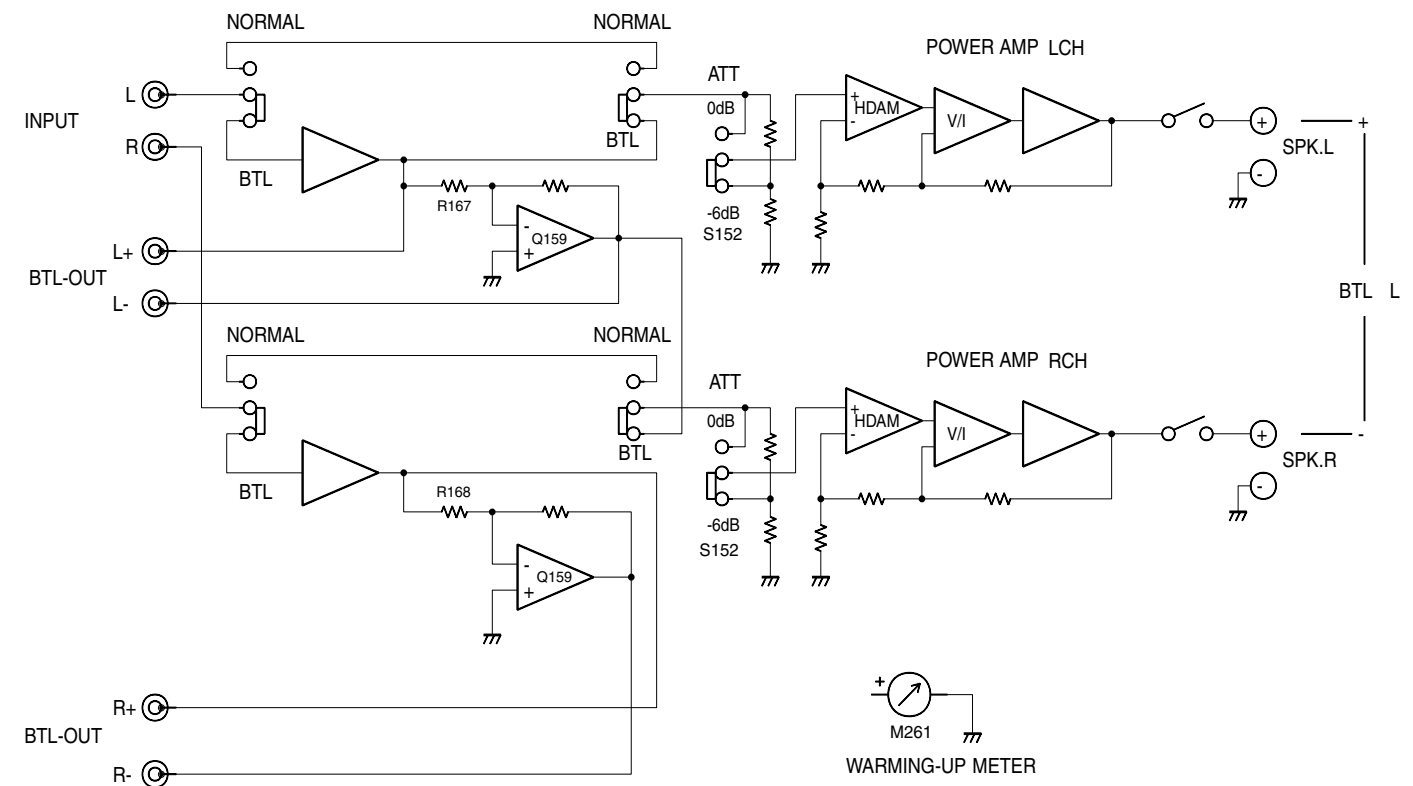 NORMAL NORMAL
POWER AMP LCH
ATT
L
0dB
+
HDAM
-
V/I
+
+
INPUT
BTL
SPK.L
R
BTL
-
R167
-6dB
-
Q159
S152
L+
+
BTL-OUT
BTL L
L-
NORMAL NORMAL
POWER AMP RCH
ATT
0dB
+
HDAM
-
V/I
+
-
BTL
SPK.R
BTL
-
R168
-6dB
S152
-
Q159
+
R+
+
M261
BTL-OUT
WARMING-UP METER
R-